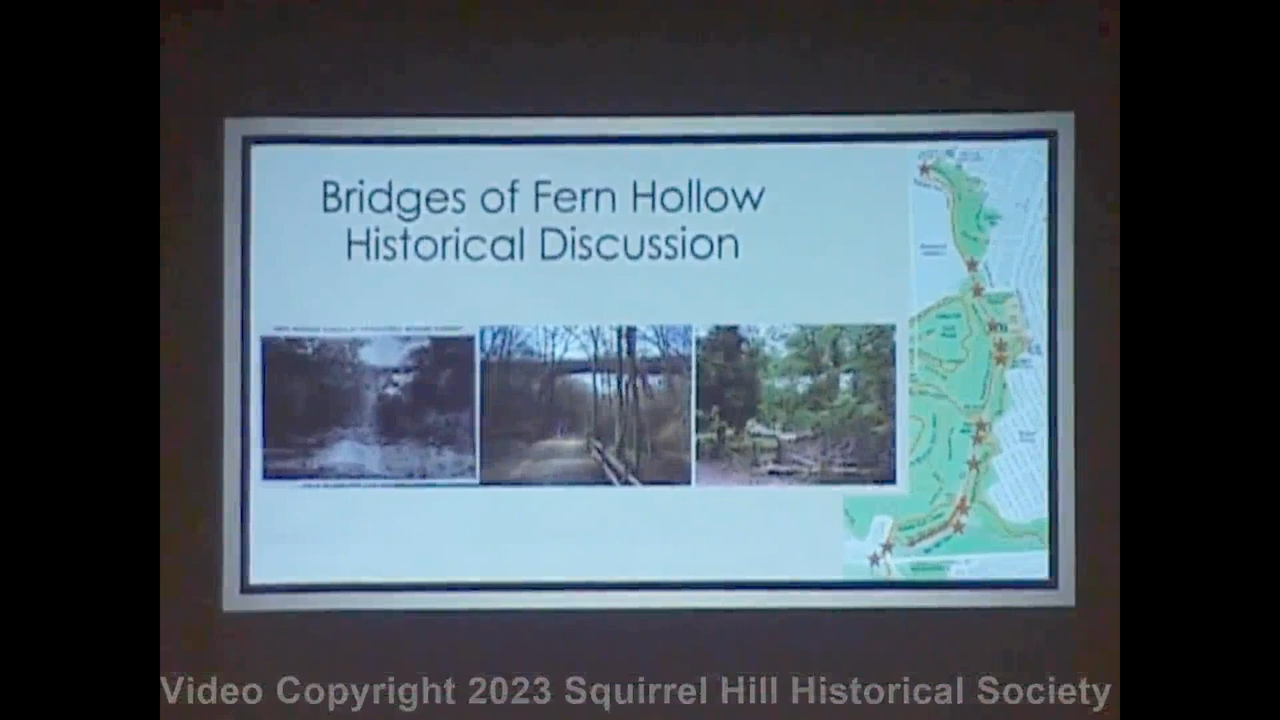 Bridges of Fern Hollow
Historical Discussion
Video Copyright 2023 Squirrel Hill Historical Society